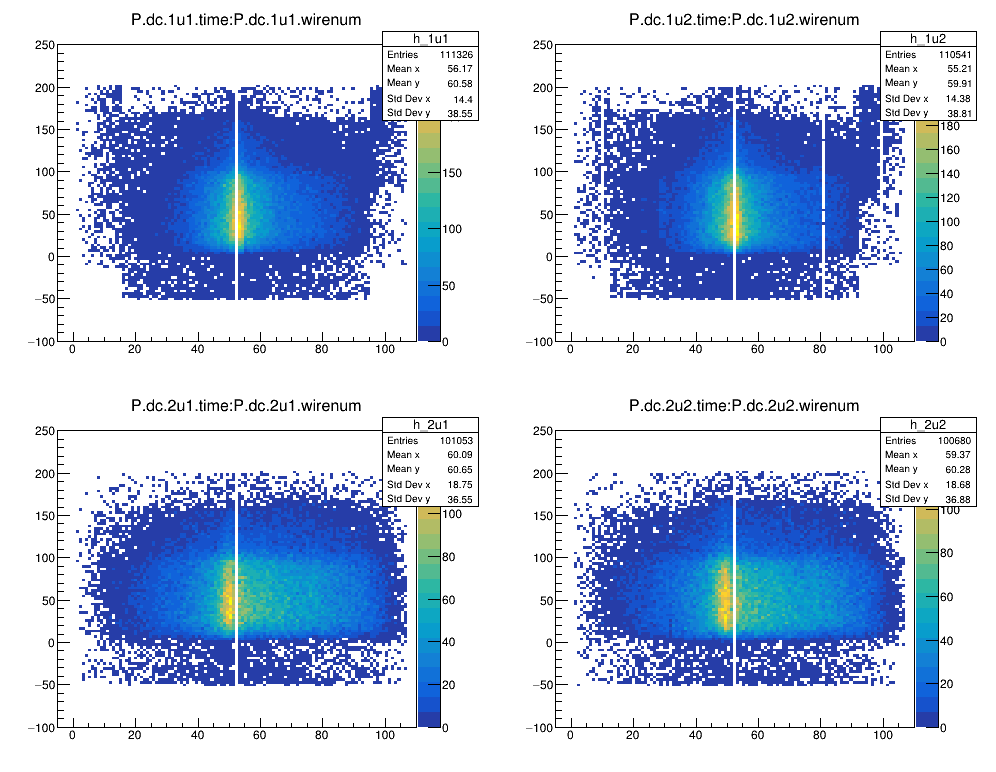 P.dc.1u1.time:P.dc.1u1.wirenum
h_1u1
Entries 111326
Mean x 56.17
Mean y 60.58
Std Dev x 14.4
Std Dev y 38.55
250
200
150
100
50
0
−50
−100
0 20 40 60 80 100
150
100
50
0
P.dc.1u2.time:P.dc.1u2.wirenum
h_1u2
Entries 110541
Mean x 55.21
Mean y 59.91
Std Dev x 14.38
Std Dev y 38.81
250
200
150
100
50
0
−50
−100
0 20 40 60 80 100
180
160
140
120
100
80
60
40
20
0
P.dc.2u1.time:P.dc.2u1.wirenum
h_2u1
Entries 101053
Mean x 60.09
Mean y 60.65
Std Dev x 18.75
Std Dev y 36.55
250
200
150
100
50
0
−50
−100
0 20 40 60 80 100
100
80
60
40
20
0
P.dc.2u2.time:P.dc.2u2.wirenum
h_2u2
Entries 100680
Mean x 59.37
Mean y 60.28
Std Dev x 18.68
Std Dev y 36.88
250
200
150
100
50
0
−50
−100
0 20 40 60 80 100
100
80
60
40
20
0